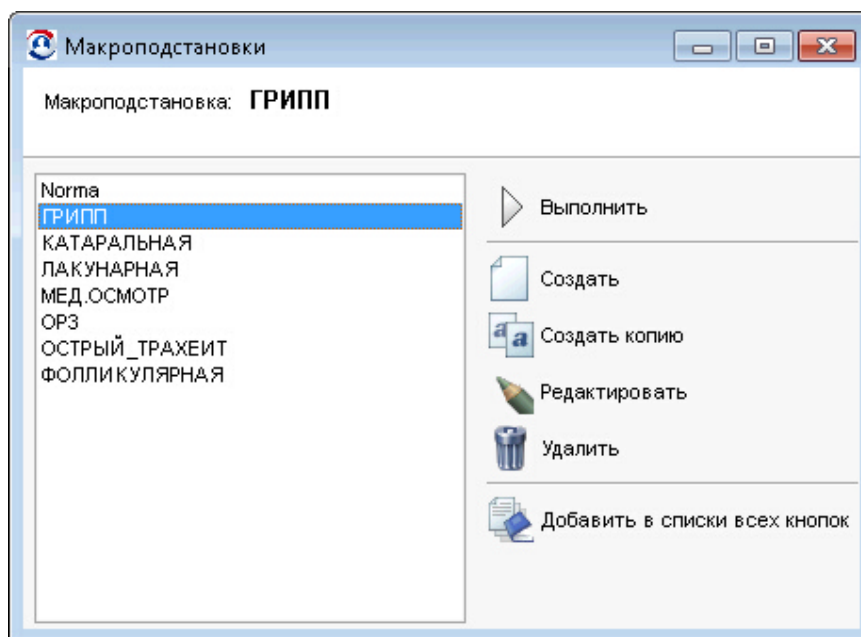 Макроподстановки
Макроподстановка: ГРИПП
Norma
ГРИПП
КАТАРАЛЬНАЯ
ЛАКУНАРНАЯ
МЕД.ОСМОТР
ОРЗ
ОСТРЫЙ_ТРАХЕИТ
ФОЛЛИКУЛЯРНАЯ
Выполнить
Создать
Создать копию
Редактировать
Удалить
Добавить в списки всех кнопок